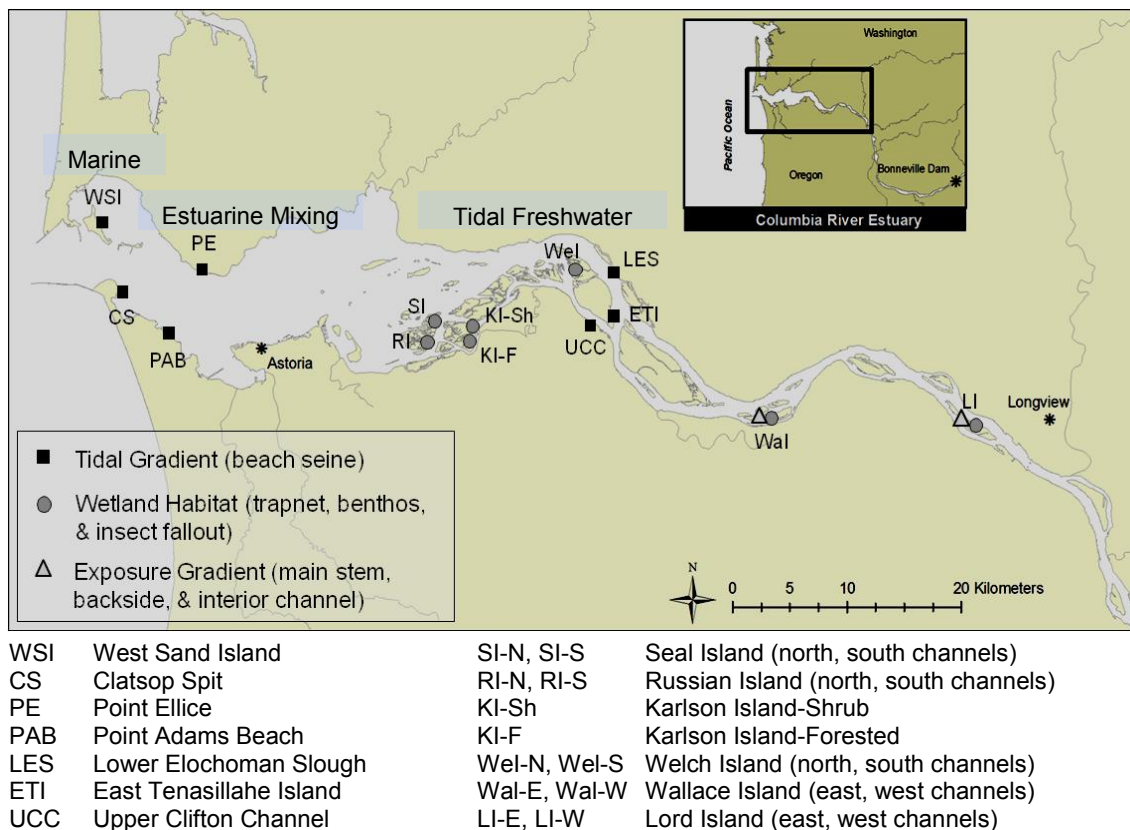 Washington
Pacific Ocean
Oregon
Bonneville Dam
Columbia River Estuary
Marine
WSI
Estuarine Mixing
PE
Tidal Freshwater
WeI
LES
CS
PAB
Astoria
SI
RI
KI-Sh
KI-F
ETI
UCC
WaI
LI
Longview
Tidal Gradient (beach seine)
Wetland Habitat (trapnet, benthos,
& insect fallout)
Exposure Gradient (main stem,
backside, & interior channel)
N
0 5 10 20 Kilometers
WSI West Sand Island
CS Clatsop Spit
PE Point Ellice
PAB Point Adams Beach
LES Lower Elochoman Slough
ETI East Tenasillahe Island
UCC Upper Clifton Channel
SI-N, SI-S Seal Island (north, south channels)
RI-N, RI-S Russian Island (north, south channels)
KI-Sh Karlson Island-Shrub
KI-F Karlson Island-Forested
WeI-N, WeI-S Welch Island (north, south channels)
WaI-E, WaI-W Wallace Island (east, west channels)
LI-E, LI-W Lord Island (east, west channels)